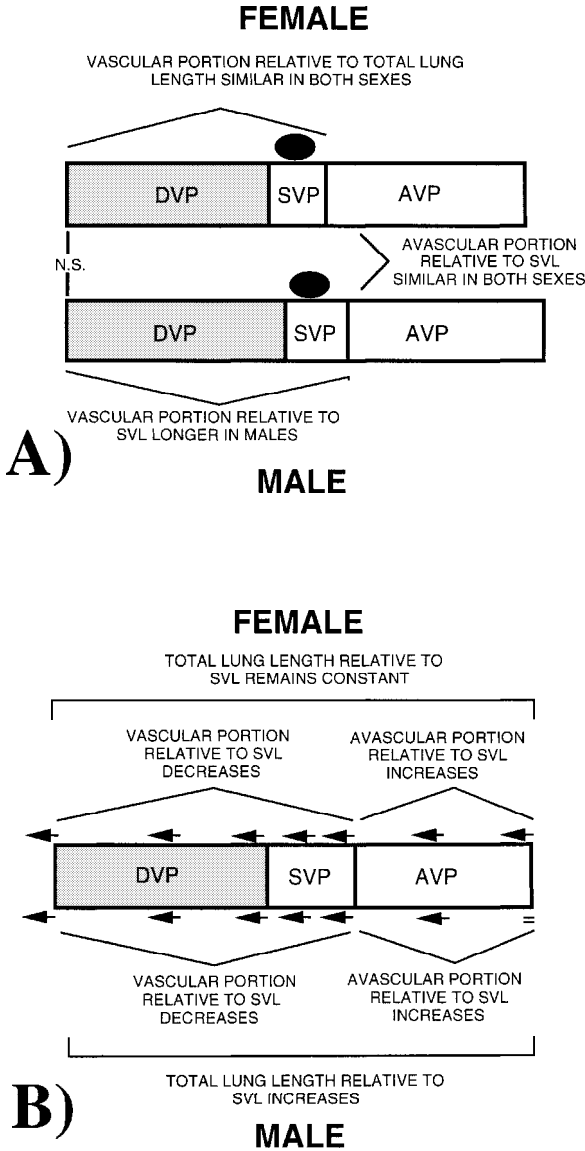 FEMALE
VASCULAR PORTION RELATIVE TO TOTAL LUNG
LENGTH SIMILAR IN BOTH SEXES
DVP SVP AVP
N.S.
AVASCULAR PORTION
RELATIVE TO SVL
SIMILAR IN BOTH SEXES
DVP SVP AVP
VASCULAR PORTION RELATIVE TO
SVL LONGER IN MALES
A)
MALE
FEMALE
TOTAL LUNG LENGTH RELATIVE TO
SVL REMAINS CONSTANT
VASCULAR PORTION
RELATIVE TO SVL
DECREASES
AVASCULAR PORTION
RELATIVE TO SVL
INCREASES
DVP SVP AVP
=
VASCULAR PORTION
RELATIVE TO SVL
DECREASES
AVASCULAR PORTION
RELATIVE TO SVL
INCREASES
TOTAL LUNG LENGTH RELATIVE TO
SVL INCREASES
B)
MALE